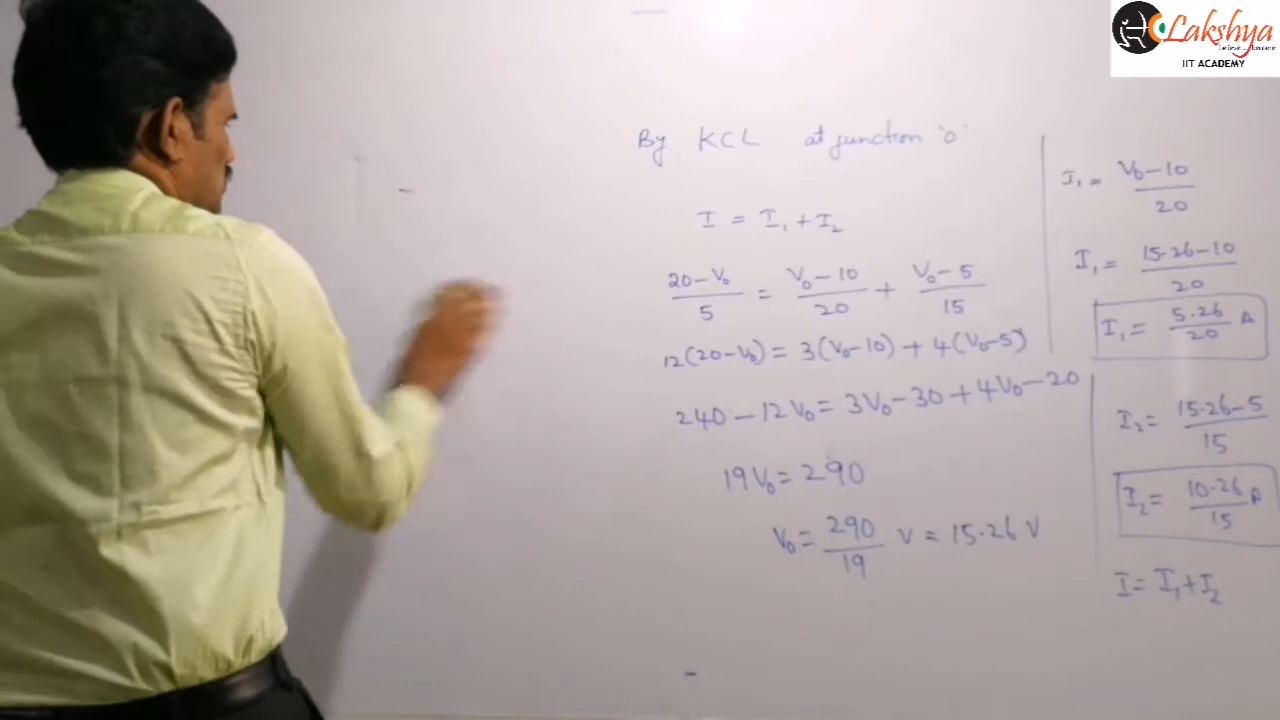 Lakshya
IIT ACADEMY
By KCL at junction 'o'
I = I₁ + I₂
20 – V₀ / 5 = V₀ – 10 / 20 + V₀ – 5 / 15
12(20 – V₀) = 3(V₀ – 10) + 4(V₀ – 5)
240 – 12V₀ = 3V₀ – 30 + 4V₀ – 20
19V₀ = 290
V₀ = 290 / 19 V = 15.26 V
I₁ = V₀ – 10 / 20
I₁ = 15.26 – 10 / 20
I₁ = 5.26 / 20 A
I₂ = 15.26 – 5 / 15
I₂ = 10.26 / 15 A
I = I₁ + I₂